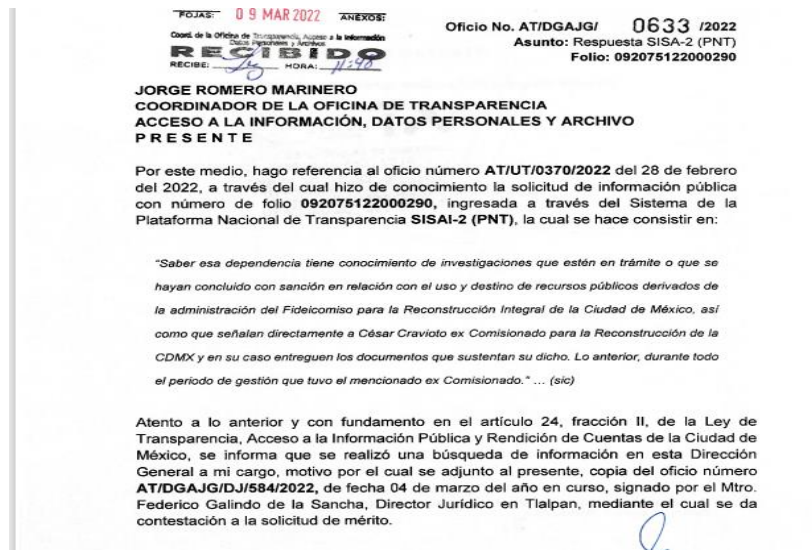 FOJAS: 09 MAR 2022 ANEXOS:
Coord. de la Oficina de Transparencia, Acceso a la Información
Datos Personales y Archivos
RECIBIDO
RECIBE: HORA: 11:40
Oficio No. AT/DGAJG/ 0633 /2022
Asunto: Respuesta SISA-2 (PNT)
Folio: 092075122000290
JORGE ROMERO MARINERO
COORDINADOR DE LA OFICINA DE TRANSPARENCIA
ACCESO A LA INFORMACIÓN, DATOS PERSONALES Y ARCHIVO
P R E S E N T E
Por este medio, hago referencia al oficio número AT/UT/0370/2022 del 28 de febrero
del 2022, a través del cual hizo de conocimiento la solicitud de información pública
con número de folio 092075122000290, ingresada a través del Sistema de la
Plataforma Nacional de Transparencia SISAI-2 (PNT), la cual se hace consistir en:
"Saber esa dependencia tiene conocimiento de investigaciones que estén en trámite o que se
hayan concluido con sanción en relación con el uso y destino de recursos públicos derivados de
la administración del Fideicomiso para la Reconstrucción Integral de la Ciudad de México, así
como que señalan directamente a César Cravioto ex Comisionado para la Reconstrucción de la
CDMX y en su caso entreguen los documentos que sustentan su dicho. Lo anterior, durante todo
el periodo de gestión que tuvo el mencionado ex Comisionado." ... (sic)
Atento a lo anterior y con fundamento en el artículo 24, fracción II, de la Ley de
Transparencia, Acceso a la Información Pública y Rendición de Cuentas de la Ciudad de
México, se informa que se realizó una búsqueda de información en esta Dirección
General a mi cargo, motivo por el cual se adjunto al presente, copia del oficio número
AT/DGAJG/DJ/584/2022, de fecha 04 de marzo del año en curso, signado por el Mtro.
Federico Galindo de la Sancha, Director Jurídico en Tlalpan, mediante el cual se da
contestación a la solicitud de mérito.